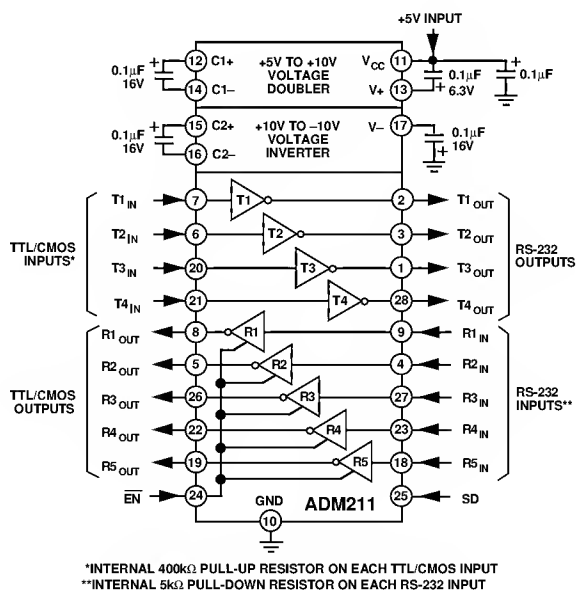 +5V INPUT
0.1μF
16V
12 C1+
14 C1–
+5V TO +10V
VOLTAGE
DOUBLER
VCC 11
V+ 13
0.1μF
6.3V
0.1μF
0.1μF
16V
15 C2+
16 C2–
+10V TO –10V
VOLTAGE
INVERTER
V– 17
0.1μF
16V
TTL/CMOS
INPUTS*
T1IN 7 T1 2 T1OUT
T2IN 6 T2 3 T2OUT
T3IN 20 T3 1 T3OUT
T4IN 21 T4 28 T4OUT
RS-232
OUTPUTS
TTL/CMOS
OUTPUTS
R1OUT 8 R1 9 R1IN
R2OUT 5 R2 4 R2IN
R3OUT 26 R3 27 R3IN
R4OUT 22 R4 23 R4IN
R5OUT 19 R5 18 R5IN
RS-232
INPUTS**
E̅N̅ 24 GND 10 ADM211 25 SD
*INTERNAL 400kΩ PULL-UP RESISTOR ON EACH TTL/CMOS INPUT
**INTERNAL 5kΩ PULL-DOWN RESISTOR ON EACH RS-232 INPUT